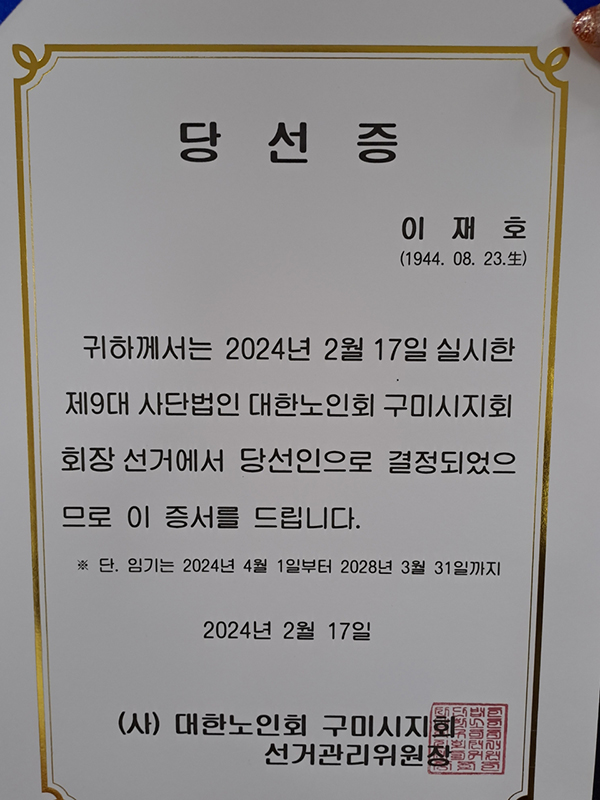 당 선 증
이 재 호
(1944. 08. 23.生)
귀하께서는 2024년 2월 17일 실시한
제9대 사단법인 대한노인회 구미시지회
회장 선거에서 당선인으로 결정되었으
므로 이 증서를 드립니다.
※ 단. 임기는 2024년 4월 1일부터 2028년 3월 31일까지
2024년 2월 17일
(사) 대한노인회 구미시지회
선거관리위원장